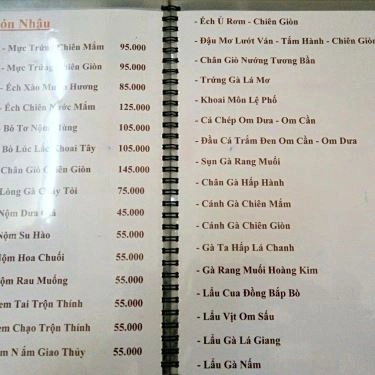 ón Nhậu
- Mực Trứng Chiên Mắm 95.000
- Mực Trứng Chiên Giòn 95.000
- Ếch Xào Mướp Hương 85.000
- Ếch Chiên Nước Mắm 125.000
- Bò Tơ Nộm 105.000
Bò Lúc Lắc Khoai Tây 105.000
Chân Giò Chiên Giòn 145.000
Lòng Gà Tỏi 75.000
Nộm Dưa 45.000
Nộm Su Hào 55.000
Nộm Hoa Chuối 55.000
Nộm Rau Muống 55.000
em Tai Trộn Thính 55.000
em Chạo Trộn Thính 55.000
em Nắm Giao Thủy 55.000
- Ếch Ủ Rơm - Chiên Giòn
- Đậu Mơ Lướt Ván - Tẩm Hành - Chiên Giòn
- Chân Giò Nướng Tương Bần
- Trứng Gà Lá Mơ
- Khoai Môn Lệ Phố
- Cá Chép Om Dưa - Om Cần
- Đầu Cá Trắm Đen Om Cần - Om Dưa
- Sụn Gà Rang Muối
- Chân Gà Hấp Hành
- Cánh Gà Chiên Mắm
- Cánh Gà Chiên Giòn
- Gà Ta Hấp Lá Chanh
- Gà Rang Muối Hoàng Kim
- Lẩu Cua Đồng Bắp Bò
- Lẩu Vịt Om Sấu
- Lẩu Gà Lá Giang
- Lẩu Gà Nấm